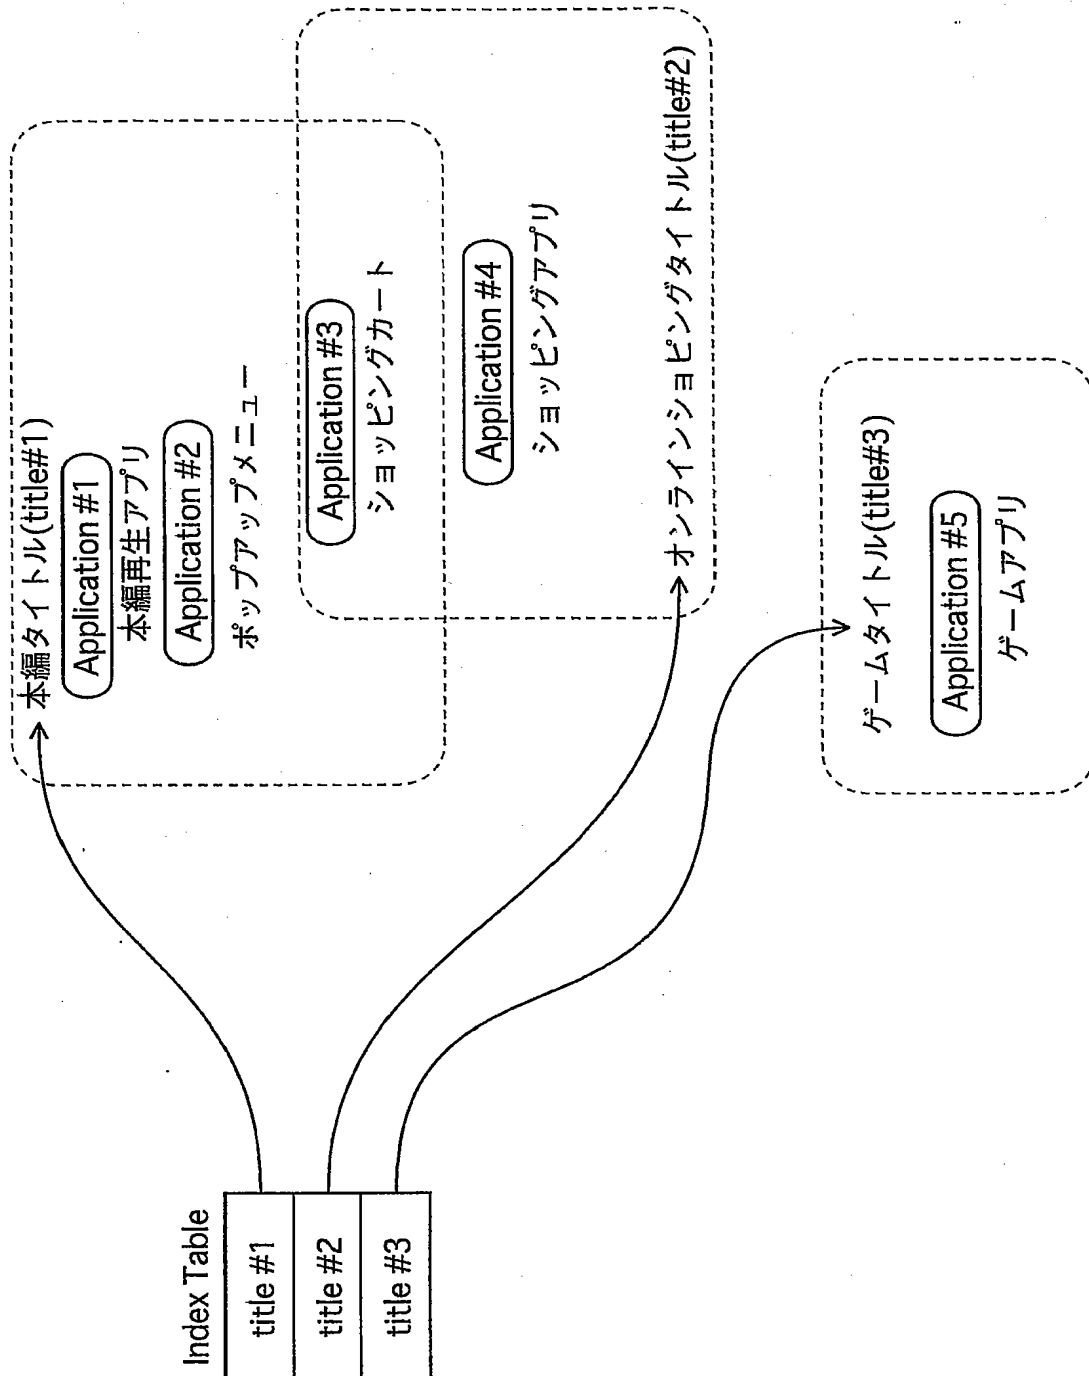 Index Table
title #1
title #2
title #3
本編タイトル(title#1)
Application #1
本編再生アプリ
Application #2
ポップアップメニュー
Application #3
ショッピングカート
Application #4
ショッピングアプリ
オンラインショピングタイトル(title#2)
ゲームタイトル(title#3)
Application #5
ゲームアプリ